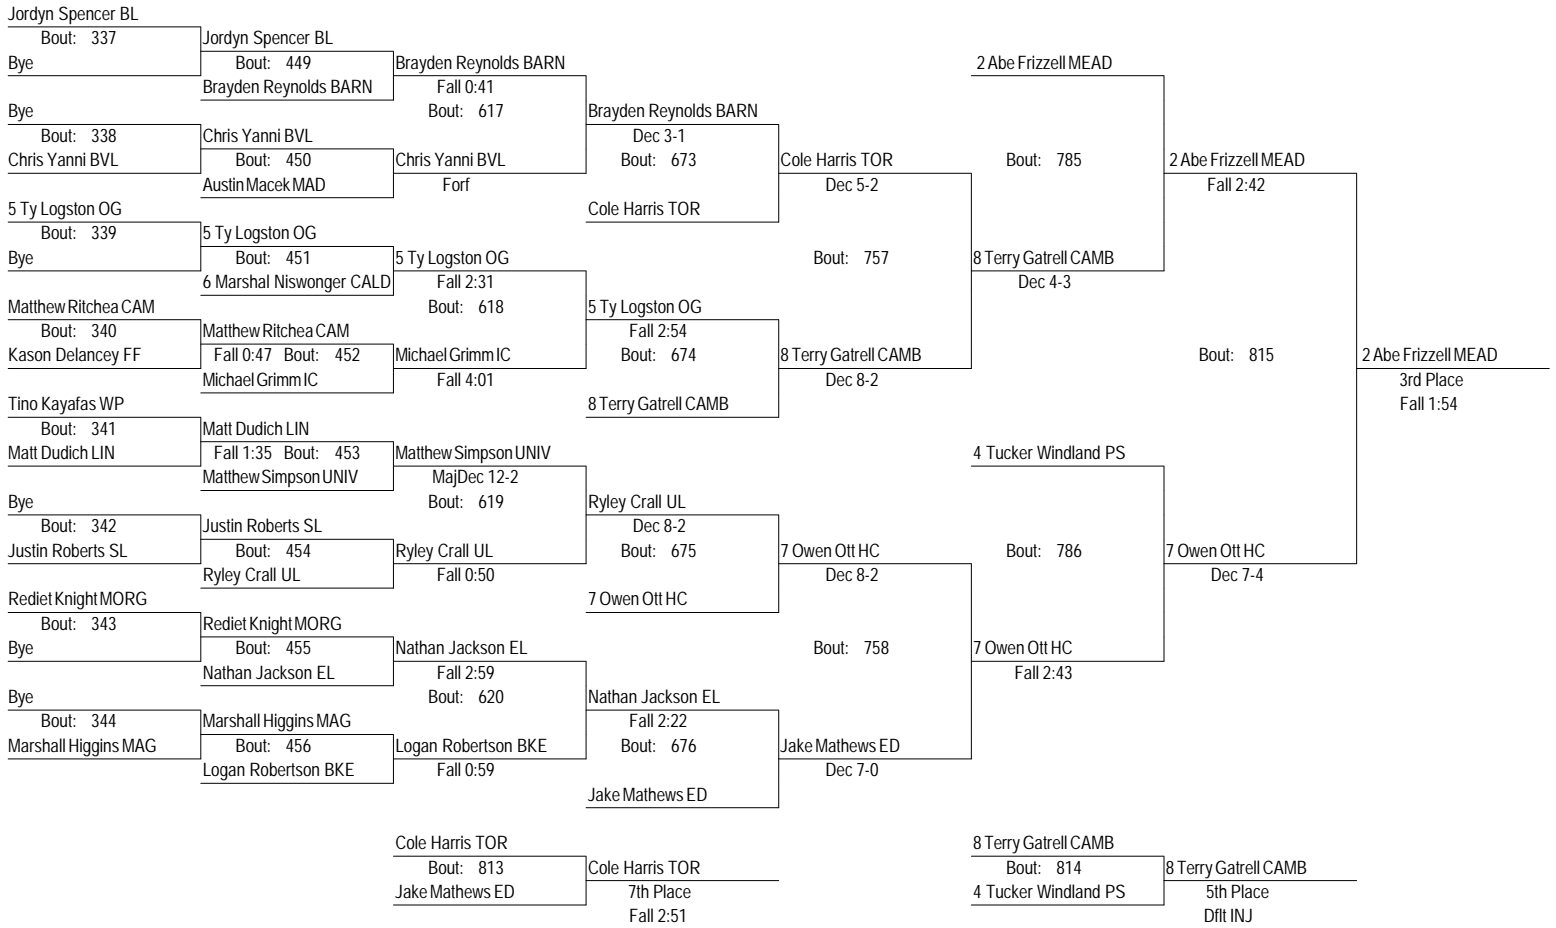 Jordyn Spencer BL
Bout: 337
Jordyn Spencer BL
Bye
Bout: 449
Brayden Reynolds BARN
2 Abe Frizzell MEAD
Brayden Reynolds BARN
Fall 0:41
Bye
Bout: 617
Brayden Reynolds BARN
Bout: 338
Chris Yanni BVL
Dec 3-1
Chris Yanni BVL
Bout: 450
Chris Yanni BVL
Bout: 673
Cole Harris TOR
Bout: 785
2 Abe Frizzell MEAD
Austin Macek MAD
Forf
Dec 5-2
Fall 2:42
5 Ty Logston OG
Cole Harris TOR
Bout: 339
5 Ty Logston OG
Bye
Bout: 451
5 Ty Logston OG
Bout: 757
8 Terry Gatrell CAMB
6 Marshal Niswonger CALD
Fall 2:31
Dec 4-3
Matthew Ritchea CAM
Bout: 618
5 Ty Logston OG
Bout: 340
Matthew Ritchea CAM
Fall 2:54
Kason Delancey FF
Fall 0:47 Bout: 452
Michael Grimm IC
Bout: 674
8 Terry Gatrell CAMB
Bout: 815
2 Abe Frizzell MEAD
Michael Grimm IC
Fall 4:01
Dec 8-2
3rd Place
Tino Kayafas WP
8 Terry Gatrell CAMB
Fall 1:54
Bout: 341
Matt Dudich LIN
Matt Dudich LIN
Fall 1:35 Bout: 453
Matthew Simpson UNIV
4 Tucker Windland PS
Matthew Simpson UNIV
MajDec 12-2
Bye
Bout: 619
Ryley Crall UL
Bout: 342
Justin Roberts SL
Dec 8-2
Justin Roberts SL
Bout: 454
Ryley Crall UL
Bout: 675
7 Owen Ott HC
Bout: 786
7 Owen Ott HC
Ryley Crall UL
Fall 0:50
Dec 8-2
Dec 7-4
Rediet Knight MORG
7 Owen Ott HC
Bout: 343
Rediet Knight MORG
Bye
Bout: 455
Nathan Jackson EL
Bout: 758
7 Owen Ott HC
Nathan Jackson EL
Fall 2:59
Fall 2:43
Bye
Bout: 620
Nathan Jackson EL
Bout: 344
Marshall Higgins MAG
Fall 2:22
Marshall Higgins MAG
Bout: 456
Logan Robertson BKE
Bout: 676
Jake Mathews ED
Logan Robertson BKE
Fall 0:59
Dec 7-0
Jake Mathews ED
Cole Harris TOR
8 Terry Gatrell CAMB
Bout: 813
Cole Harris TOR
Bout: 814
8 Terry Gatrell CAMB
Jake Mathews ED
7th Place
4 Tucker Windland PS
5th Place
Fall 2:51
Dflt INJ